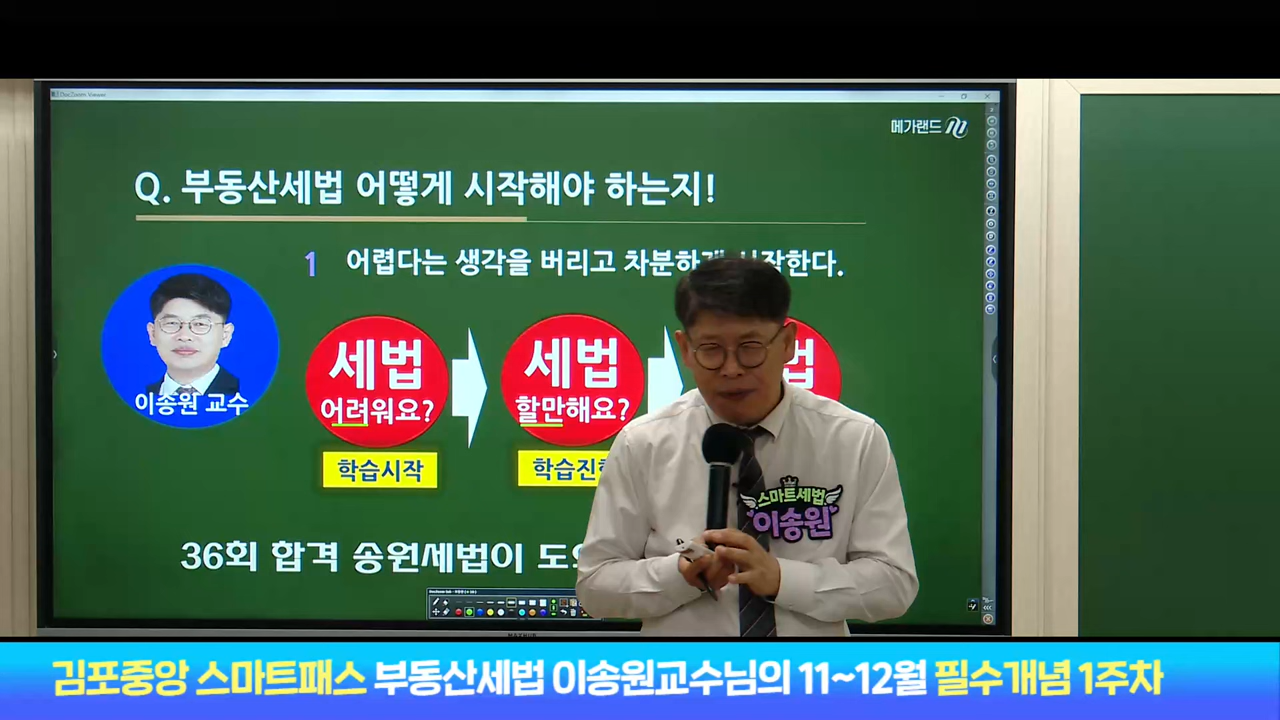 메가랜드
Q. 부동산세법 어떻게 시작해야 하는지!
1 어렵다는 생각을 버리고 차분하게 시작한다.
이송원 교수
세법
어려워요?
학습시작
세법
할만해요?
학습진
법
36회 합격 송원세법이
스마트세법
이송원
김포중앙 스마트패스 부동산세법 이송원교수님의 11~12월 필수개념 1주차